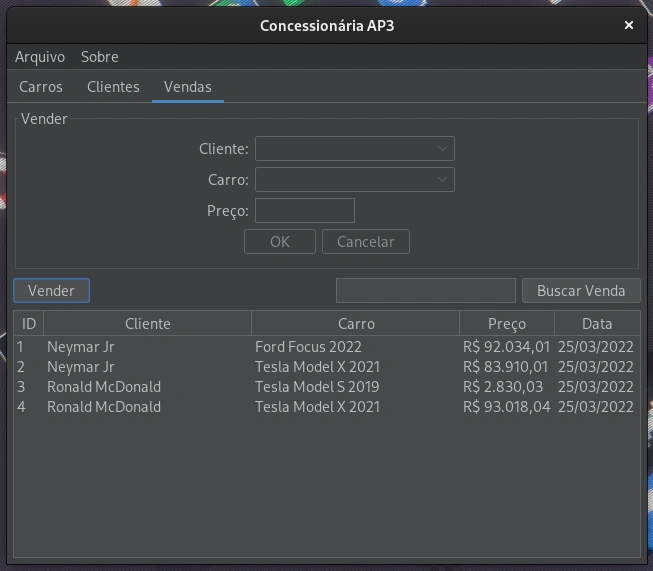 Concessionária AP3 ×
Arquivo Sobre
Carros Clientes Vendas
Vender
Cliente:
Carro:
Preço:
OK Cancelar
Vender Buscar Venda
ID Cliente Carro Preço Data
1 Neymar Jr Ford Focus 2022 R$ 92.034,01 25/03/2022
2 Neymar Jr Tesla Model X 2021 R$ 83.910,01 25/03/2022
3 Ronald McDonald Tesla Model S 2019 R$ 2.830,03 25/03/2022
4 Ronald McDonald Tesla Model X 2021 R$ 93.018,04 25/03/2022